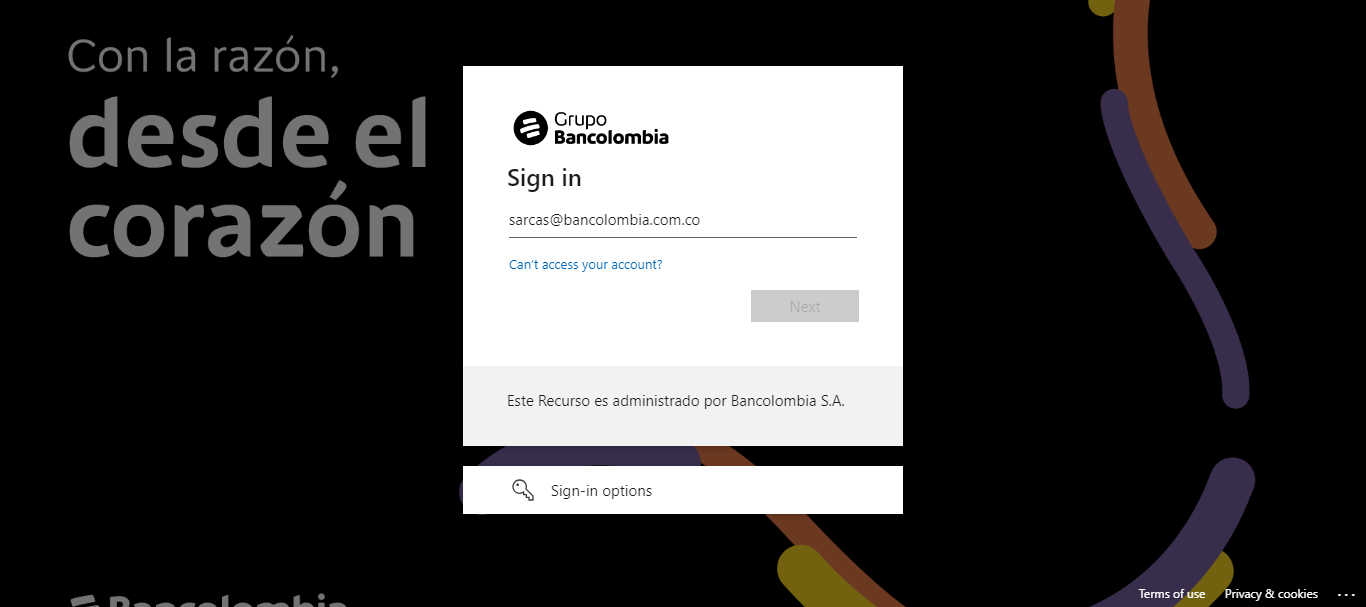 Con la razón,
desde el
corazón
Grupo
Bancolombia
Sign in
sarcas@bancolombia.com.co
Can't access your account?
Next
Este Recurso es administrado por Bancolombia S.A.
Sign-in options
Bancolombia
Terms of use
Privacy & cookies
...